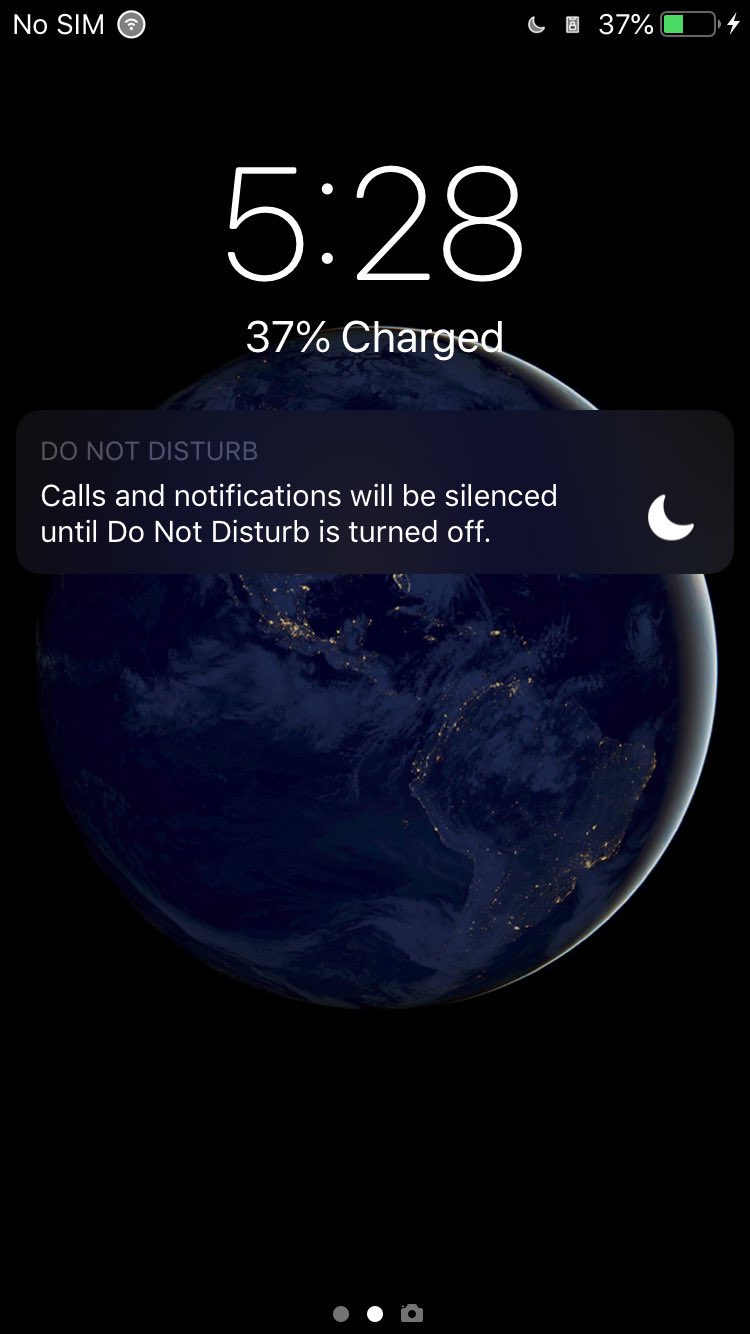 No SIM 37%
5:28
37% Charged
DO NOT DISTURB
Calls and notifications will be silenced
until Do Not Disturb is turned off.